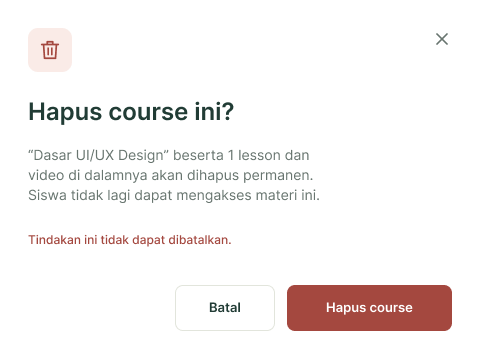 Hapus course ini?
“Dasar UI/UX Design” beserta 1 lesson dan
video di dalamnya akan dihapus permanen.
Siswa tidak lagi dapat mengakses materi ini.
Tindakan ini tidak dapat dibatalkan.
Batal
Hapus course